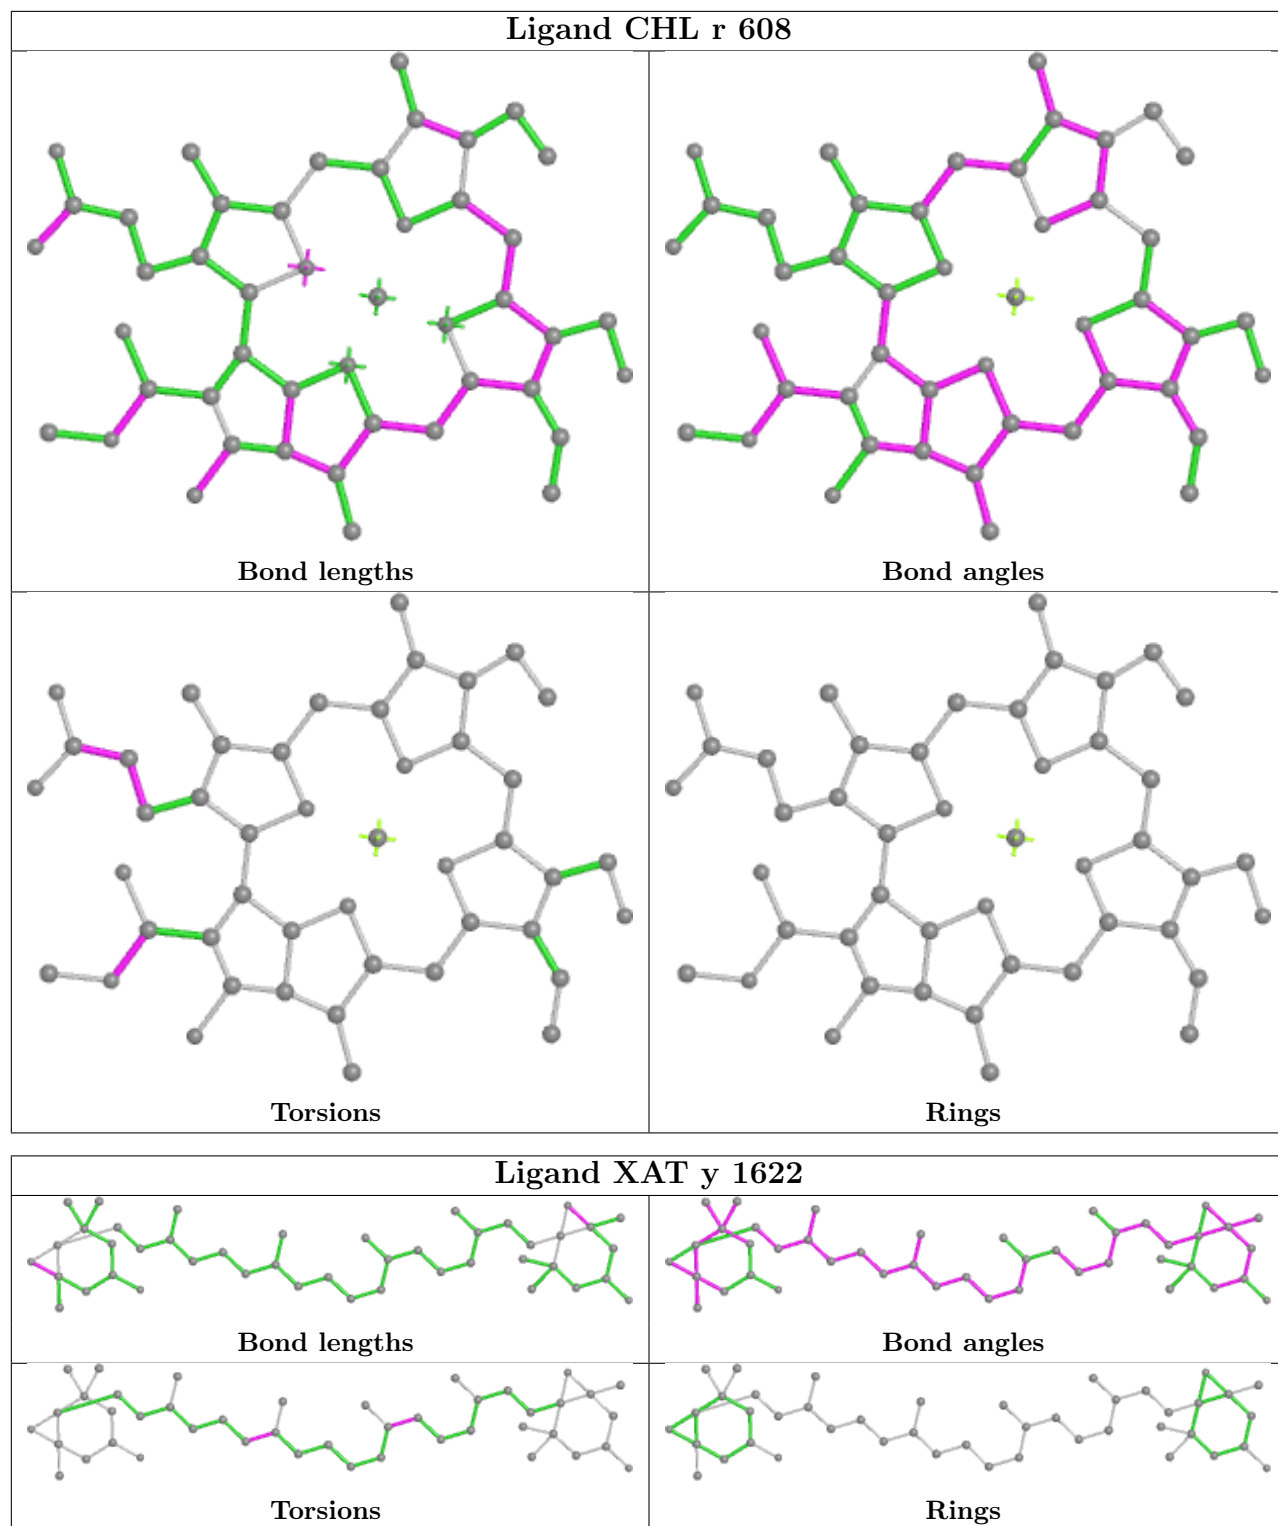 Ligand CHL r 608
Bond lengths
Bond angles
Torsions
Rings
Ligand XAT y 1622
Bond lengths
Bond angles
Torsions
Rings